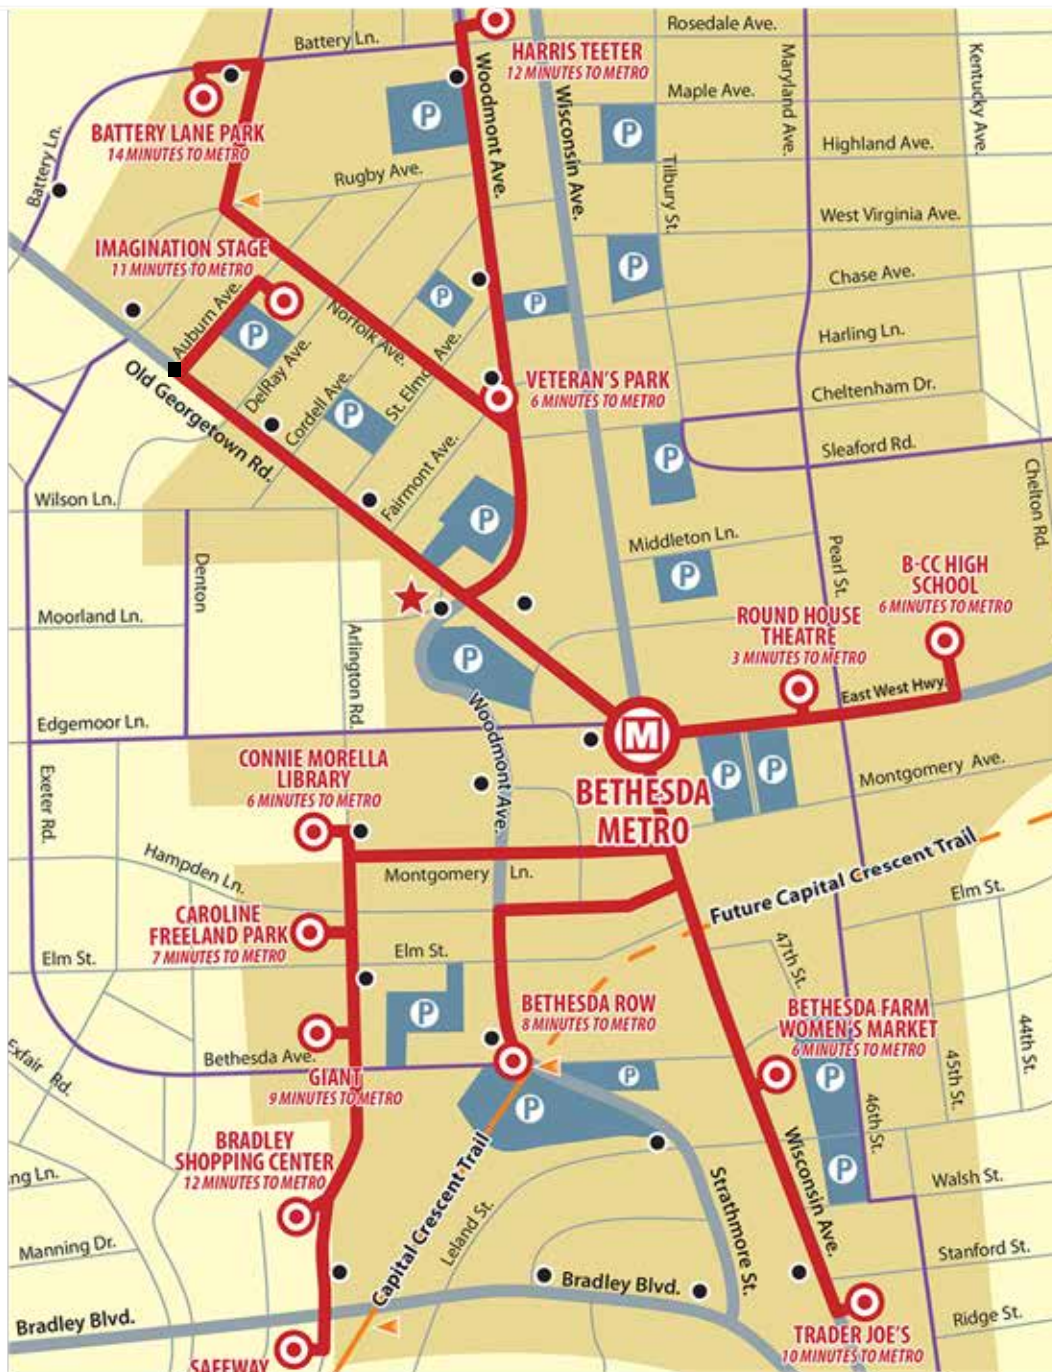 Rosedale Ave.
Battery Ln.
HARRIS TEETER
12 MINUTES TO METRO
Woodmont Ave.
Wisconsin Ave.
Maryland Ave.
Kentucky Ave.
Maple Ave.
P
P
BATTERY LANE PARK
14 MINUTES TO METRO
Battery Ln.
Highland Ave.
Rugby Ave.
Tilbury St.
West Virginia Ave.
IMAGINATION STAGE
11 MINUTES TO METRO
P
Chase Ave.
P
P
Auburn Ave.
P
Norfolk Ave.
Harling Ln.
DelRay Ave.
Old Georgetown Rd.
Cordell Ave.
St. Elmo Ave.
VETERAN'S PARK
6 MINUTES TO METRO
Cheltenham Dr.
P
Sleaford Rd.
P
Fairmont Ave.
Chelton Rd.
Wilson Ln.
P
Middleton Ln.
Pearl St.
P
Denton
B-CC HIGH
SCHOOL
6 MINUTES TO METRO
Moorland Ln.
Arlington Rd.
ROUND HOUSE
THEATRE
3 MINUTES TO METRO
P
East West Hwy.
Edgemoor Ln.
Woodmont Ave.
M
BETHESDA
METRO
P
P
Montgomery Ave.
Exeter Rd.
CONNIE MORELLA
LIBRARY
6 MINUTES TO METRO
Hampden Ln.
Montgomery Ln.
Future Capital Crescent Trail
Elm St.
CAROLINE
FREELAND PARK
7 MINUTES TO METRO
Elm St.
47th St.
P
BETHESDA ROW
8 MINUTES TO METRO
BETHESDA FARM
WOMEN'S MARKET
6 MINUTES TO METRO
44th St.
45th St.
Exfair Rd.
Bethesda Ave.
GIANT
9 MINUTES TO METRO
P
P
P
46th St.
BRADLEY
SHOPPING CENTER
12 MINUTES TO METRO
Capital Crescent Trail
Leland St.
Strathmore St.
Wisconsin Ave.
P
ng Ln.
Walsh St.
Manning Dr.
Stanford St.
Bradley Blvd.
Bradley Blvd.
Ridge St.
TRADER JOE'S
10 MINUTES TO METRO
SAFEWAY